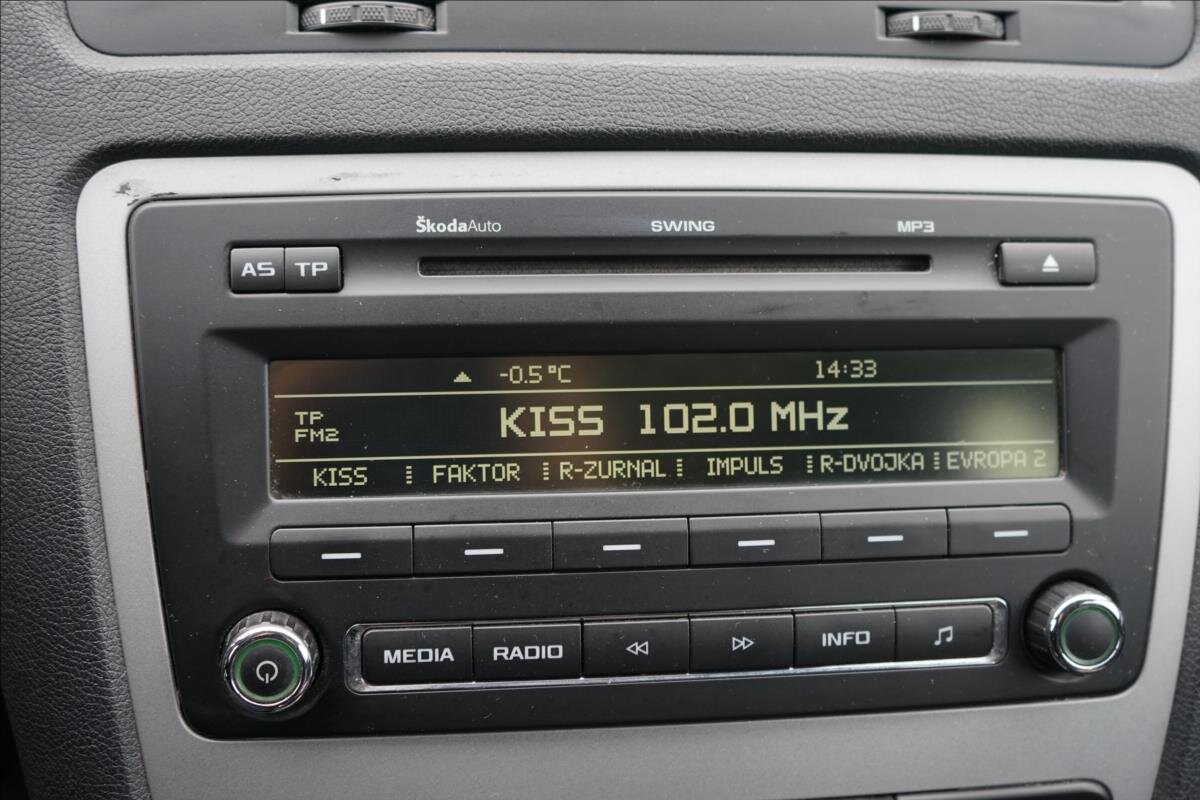 ŠkodaAuto SWING MP3
AS TP
-0.5 °C 14:33
TP
FM2
KISS 102.0 MHz
KISS FAKTOR R-ZURNAL IMPULS R-DVOJKA EVROPA 2
MEDIA RADIO INFO